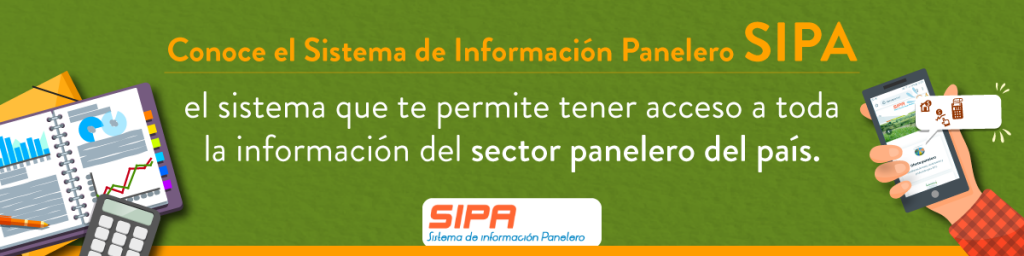 Conoce el Sistema de Información Panelero SIPA
el sistema que te permite tener acceso a toda
la información del sector panelero del país.
SIPA
SIPA
Sistema de información Panelero